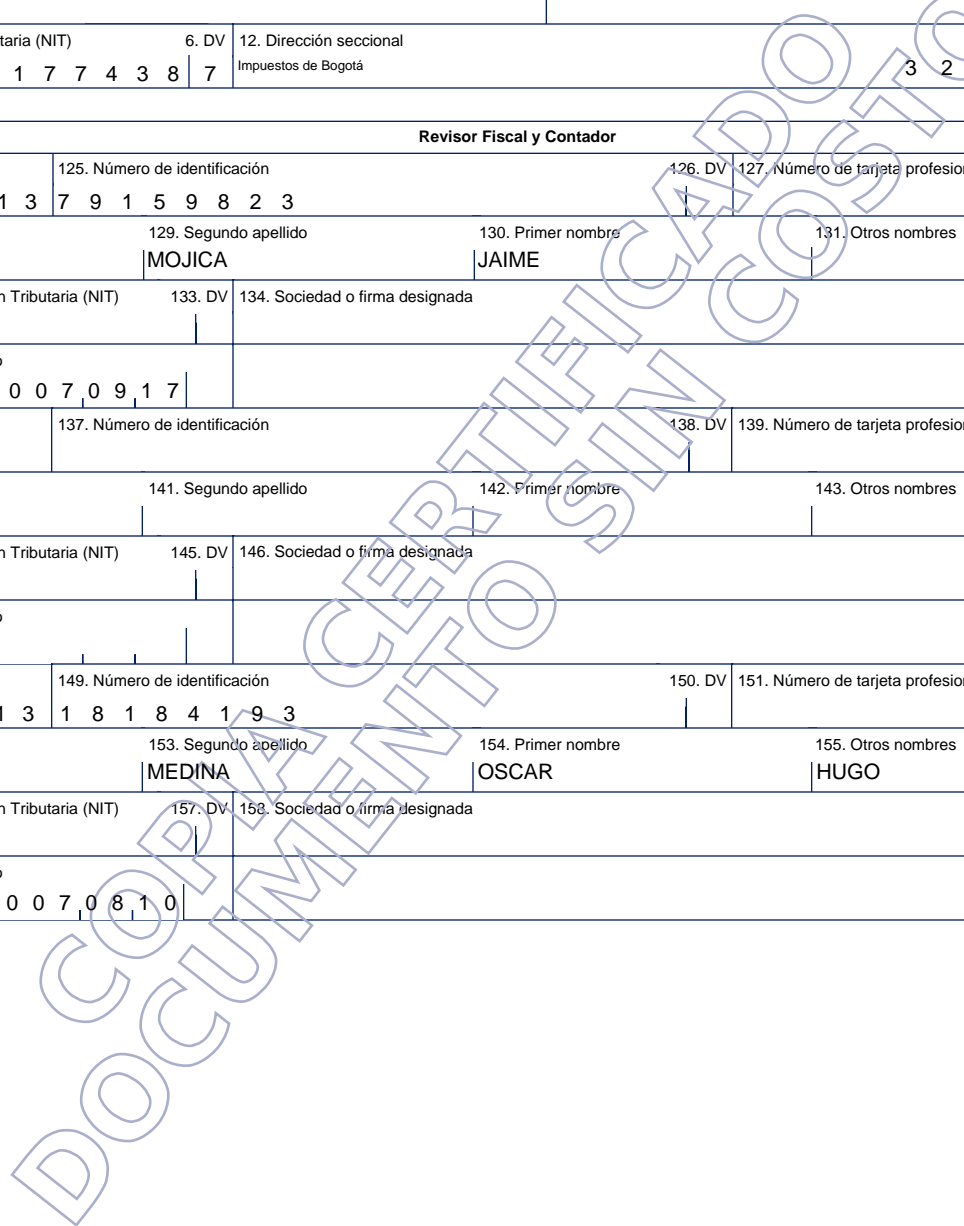 taria (NIT) 6. DV 12. Dirección seccional
1 7 7 4 3 8 7 Impuestos de Bogotá 3 2
Revisor Fiscal y Contador
125. Número de identificación 126. DV 127. Número de tarjeta profesion
1 3 7 9 1 5 9 8 2 3
129. Segundo apellido 130. Primer nombre 131. Otros nombres
MOJICA JAIME
n Tributaria (NIT) 133. DV 134. Sociedad o firma designada
o
0 0 7 0 9 1 7
137. Número de identificación 138. DV 139. Número de tarjeta profesion
141. Segundo apellido 142. Primer nombre 143. Otros nombres
n Tributaria (NIT) 145. DV 146. Sociedad o firma designada
o
149. Número de identificación 150. DV 151. Número de tarjeta profesion
1 3 1 8 1 8 4 1 9 3
153. Segundo apellido 154. Primer nombre 155. Otros nombres
MEDINA OSCAR HUGO
n Tributaria (NIT) 157. DV 158. Sociedad o firma designada
o
0 0 7 0 8 1 0
COPIA CERTIFICADO
DOCUMENTO SIN COSTO